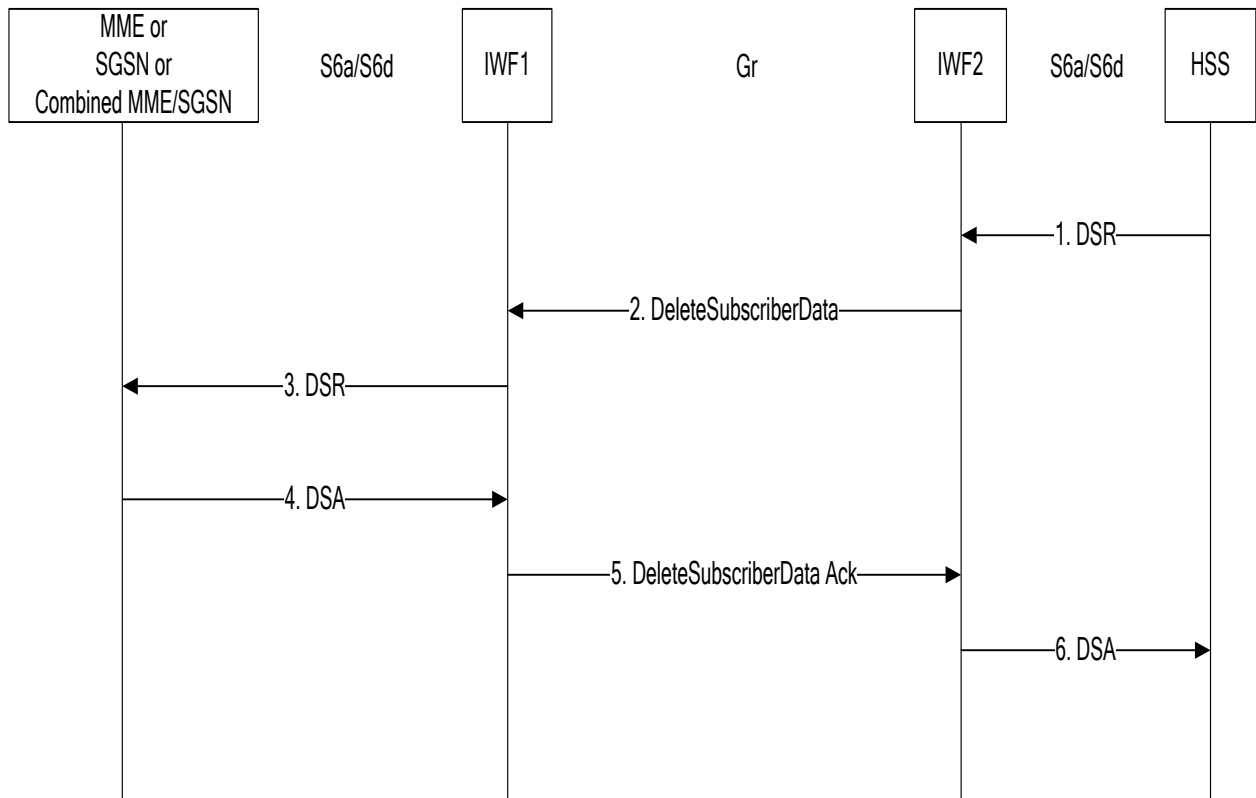 MME or
SGSN or
Combined MME/SGSN
S6a/S6d
IWF1
Gr
IWF2
S6a/S6d
HSS
1. DSR
2. DeleteSubscriberData
3. DSR
4. DSA
5. DeleteSubscriberData Ack
6. DSA